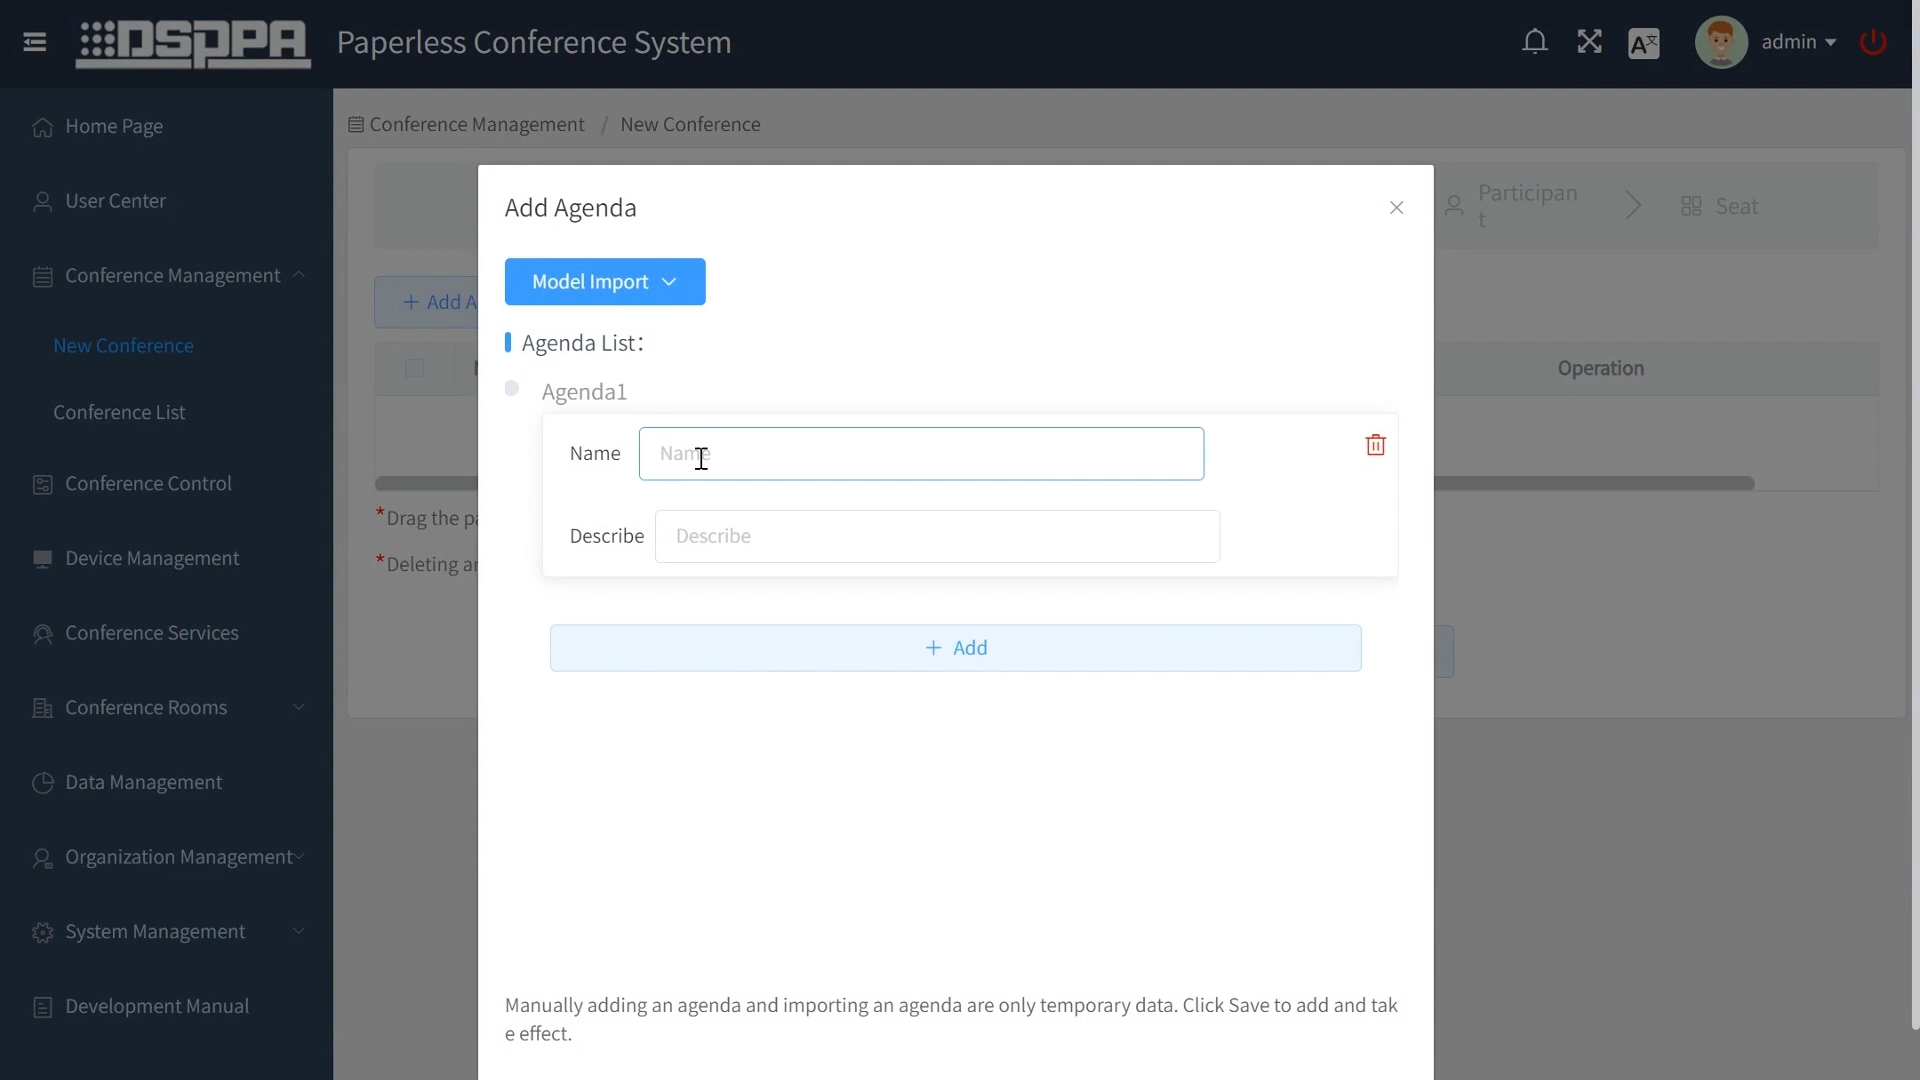 DSPPA Paperless Conference System
admin
Home Page
User Center
Conference Management
New Conference
Conference List
Conference Control
Device Management
Conference Services
Conference Rooms
Data Management
Organization Management
System Management
Development Manual
Conference Management / New Conference
Participan
t
Seat
+ Add A
Operation
*Drag the
*Deleting
Add Agenda
Model Import
Agenda List:
Agenda1
Name
Name
Describe
Describe
+ Add
Manually adding an agenda and importing an agenda are only temporary data. Click Save to add and tak
e effect.